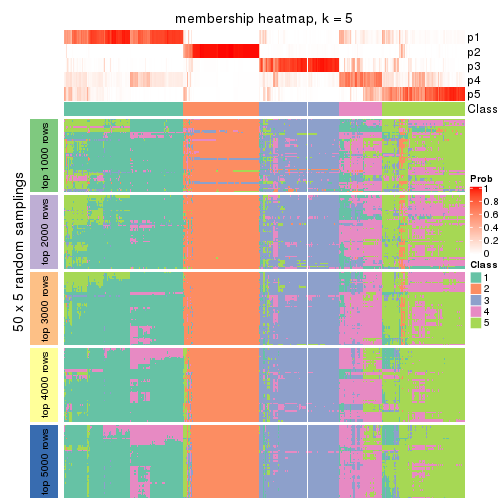 membership heatmap, k = 5
p1
p2
p3
p4
p5
Class
50 x 5 random samplings
top 1000 rows
top 2000 rows
top 3000 rows
top 4000 rows
top 5000 rows
Prob
1
0.8
0.6
0.4
0.2
0
Class
1
2
3
4
5